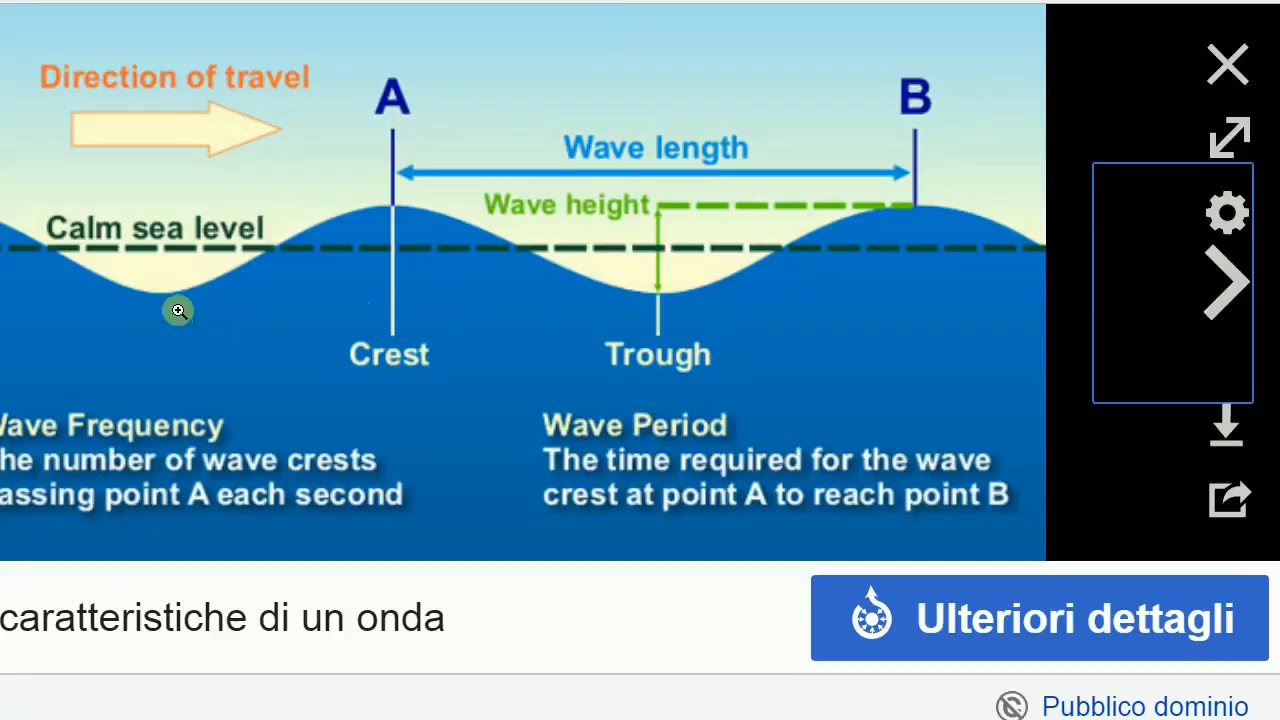 Direction of travel
A
B
Wave length
Wave height
Calm sea level
Crest
Trough
Wave Frequency
he number of wave crests
assing point A each second
Wave Period
The time required for the wave
crest at point A to reach point B
caratteristiche di un onda
Ulteriori dettagli
Pubblico dominio